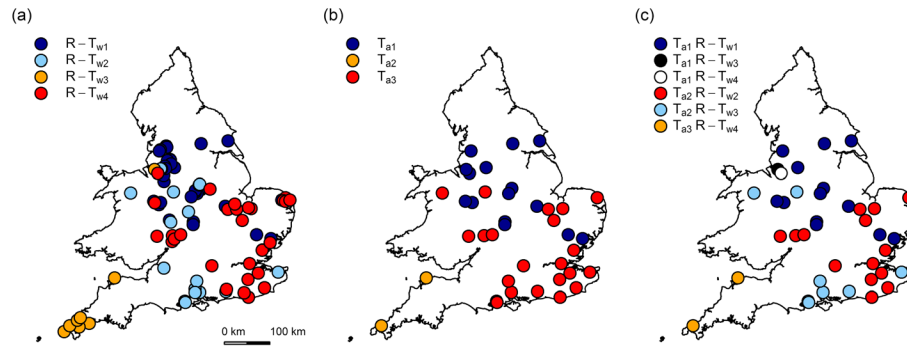 (a)
R – Tw1
R – Tw2
R – Tw3
R – Tw4
0 km 100 km
(b)
Ta1
Ta2
Ta3
(c)
Ta1 R – Tw1
Ta1 R – Tw3
Ta1 R – Tw4
Ta2 R – Tw2
Ta2 R – Tw3
Ta3 R – Tw4